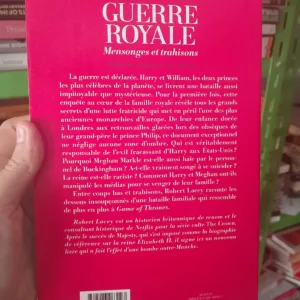 GUERRE
ROYALE
Mensonges et trahisons
La guerre est déclarée. Harry et William, les deux princes
les plus célèbres de la planète, se livrent une bataille aussi
impitoyable que mystérieuse. Pour la première fois, cette
enquête au cœur de la famille royale révèle tous les grands
secrets d'une lutte fratricide qui met en péril l'une des plus
anciennes monarchies d'Europe. De leur enfance dorée
à Londres aux retrouvailles glacées lors des obsèques de
leur grand-père le prince Philip, ce document exceptionnel
ne néglige aucune zone d'ombre. Qui est véritablement
responsable de l'exil fracassant d'Harry aux États-Unis ?
Pourquoi Meghan Markle est-elle aussi haïe par le person-
nel de Buckingham ? A-t-elle vraiment songé à se suicider ?
La reine est-elle raciste ? Comment Harry et Meghan ont-ils
manipulé les médias pour se venger de leur famille ?
Entre coups bas et trahisons, Robert Lacey raconte les
dessous insoupçonnés d'une bataille familiale qui ressemble
de plus en plus à Game of Thrones.
Robert Lacey est un historien britannique de renom et le
consultant historique de Netflix pour la série culte The Crown.
Après le succès de Majesty, qui s'est imposé comme la biographie
de référence sur la reine Elizabeth II, il signe ici un nouveau
livre qui a fait l'effet d'une bombe outre-Manche.